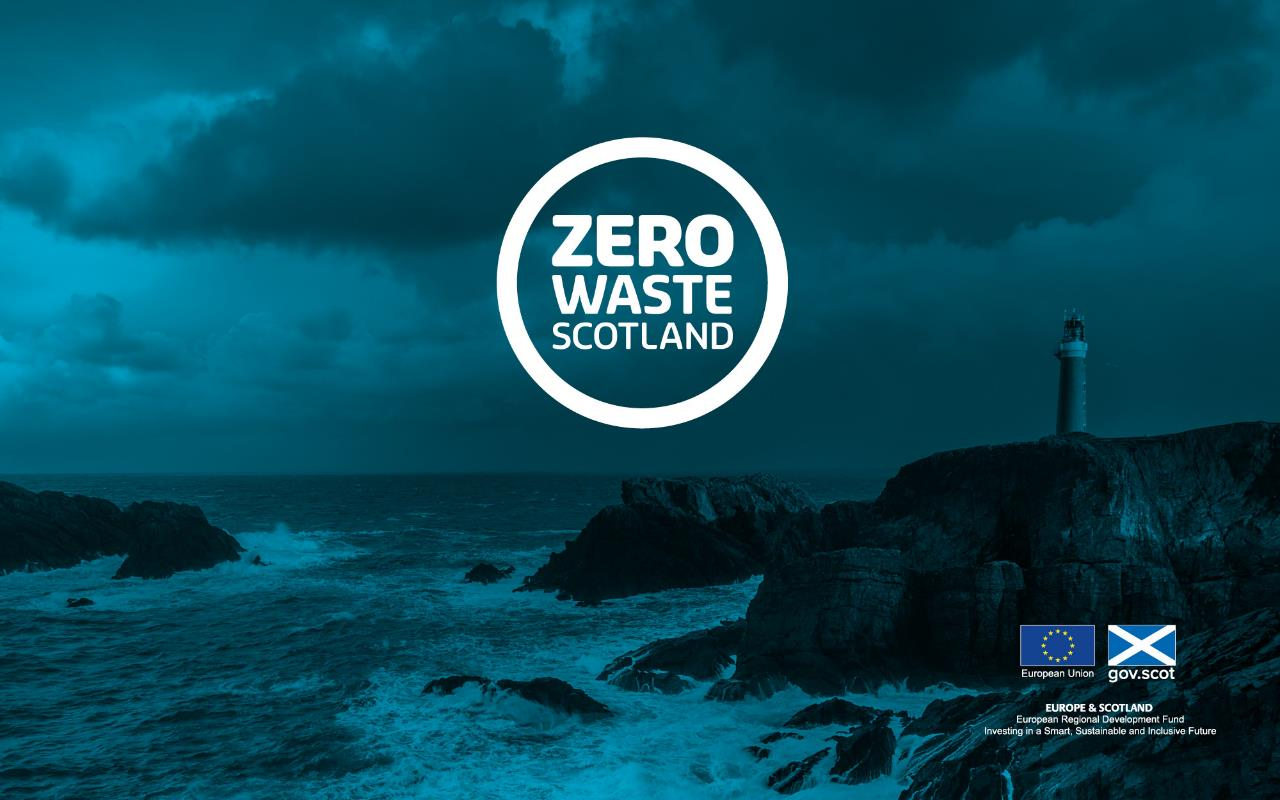 ZERO
WASTE
SCOTLAND
European Union
gov.scot
EUROPE & SCOTLAND
European Regional Development Fund
Investing in a Smart, Sustainable and Inclusive Future